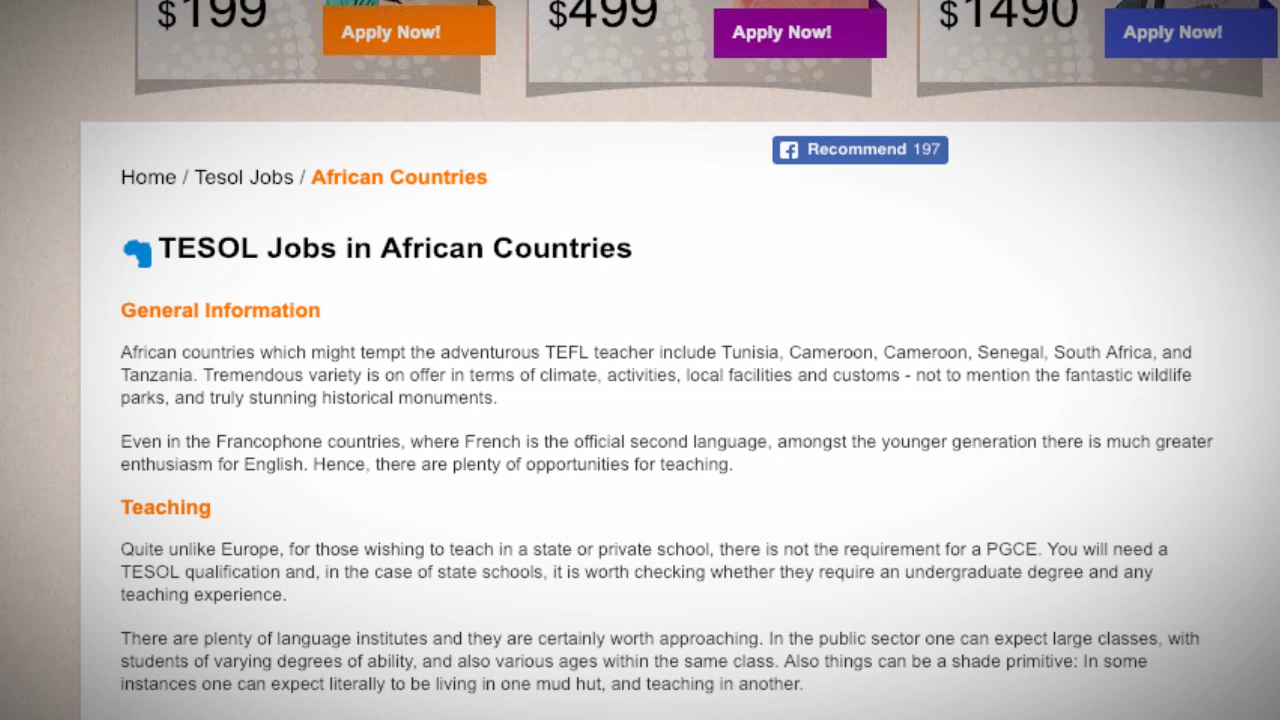 $199
Apply Now!
$499
Apply Now!
$1490
Apply Now!
Recommend 197
Home / Tesol Jobs / African Countries
TESOL Jobs in African Countries
General Information
African countries which might tempt the adventurous TEFL teacher include Tunisia, Cameroon, Cameroon, Senegal, South Africa, and
Tanzania. Tremendous variety is on offer in terms of climate, activities, local facilities and customs - not to mention the fantastic wildlife
parks, and truly stunning historical monuments.
Even in the Francophone countries, where French is the official second language, amongst the younger generation there is much greater
enthusiasm for English. Hence, there are plenty of opportunities for teaching.
Teaching
Quite unlike Europe, for those wishing to teach in a state or private school, there is not the requirement for a PGCE. You will need a
TESOL qualification and, in the case of state schools, it is worth checking whether they require an undergraduate degree and any
teaching experience.
There are plenty of language institutes and they are certainly worth approaching. In the public sector one can expect large classes, with
students of varying degrees of ability, and also various ages within the same class. Also things can be a shade primitive: In some
instances one can expect literally to be living in one mud hut, and teaching in another.